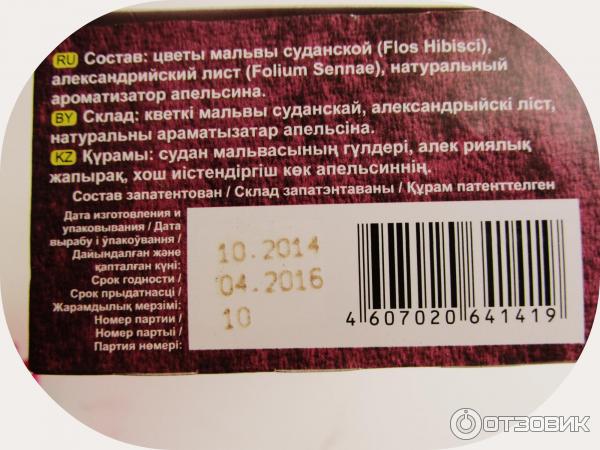 RU Состав: цветы мальвы суданской (Flos Hibisci),
александрийский лист (Folium Sennae), натуральный
ароматизатор апельсина.
BY Склад: кветкі мальвы суданскай, александрыйскі ліст,
натуральны араматызатар апельсіна.
KZ Құрамы: судан мальвасының гүлдері, алек риялық
жапырақ, хош иістендіргіш көк апельсиннің.
Состав запатентован / Склад запатэнтаваны / Құрам патенттелген
Дата изготовления и
упаковывания / Дата
вырабу і ўпакоўвання /
Дайындалған және
қапталған күні:
Срок годности /
Срок прыдатнасці /
Жарамдылық мерзімі:
Номер партии /
Номер партыі /
Партия нөмері:
10.2014
04.2016
10
4 607020 641419
ОТЗОВИК